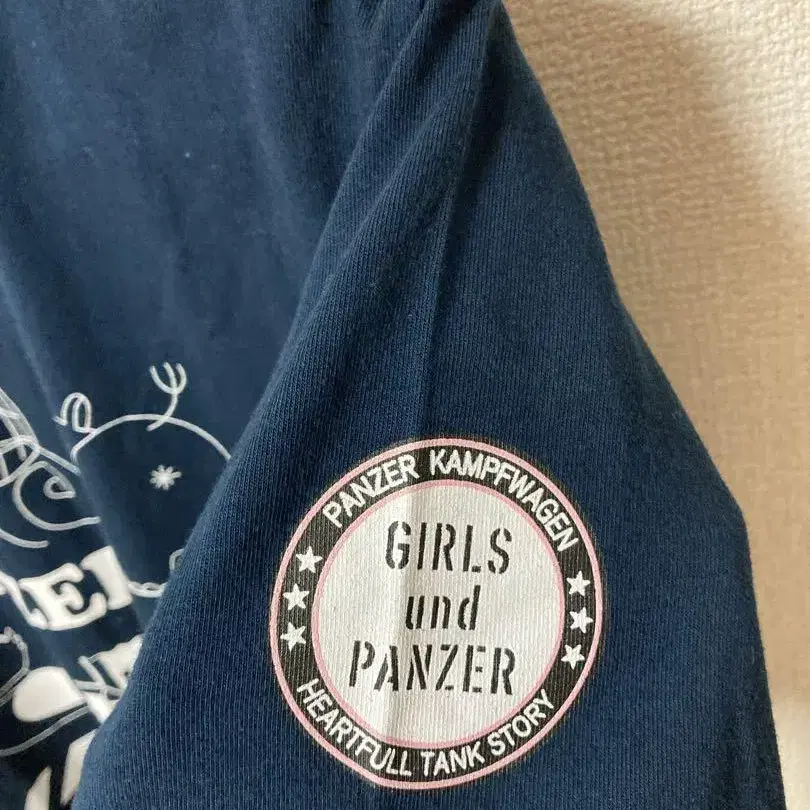 PANZER KAMPFWAGEN
GIRLS
und
PANZER
HEARTFULL TANK STORY